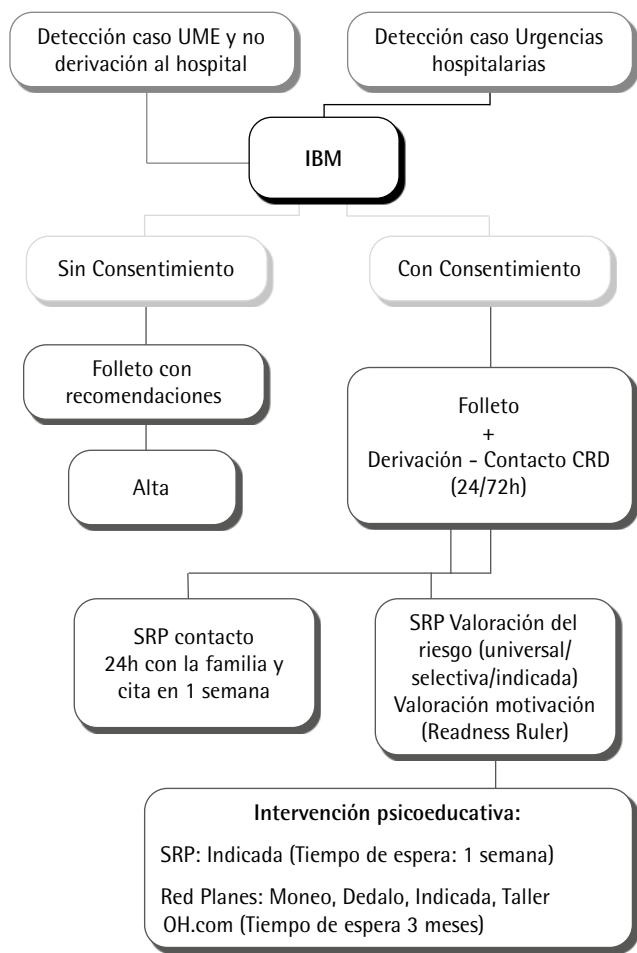 Detección caso UME y no
derivación al hospital
Detección caso Urgencias
hospitalarias
IBM
Sin Consentimiento
Con Consentimiento
Folleto con
recomendaciones
Folleto
+
Derivación - Contacto CRD
(24/72h)
Alta
SRP contacto
24h con la familia y
cita en 1 semana
SRP Valoración del
riesgo (universal/
selectiva/indicada)
Valoración motivación
(Readness Ruler)
Intervención psicoeducativa:
SRP: Indicada (Tiempo de espera: 1 semana)
Red Planes: Moneo, Dedalo, Indicada, Taller
OH.com (Tiempo de espera 3 meses)